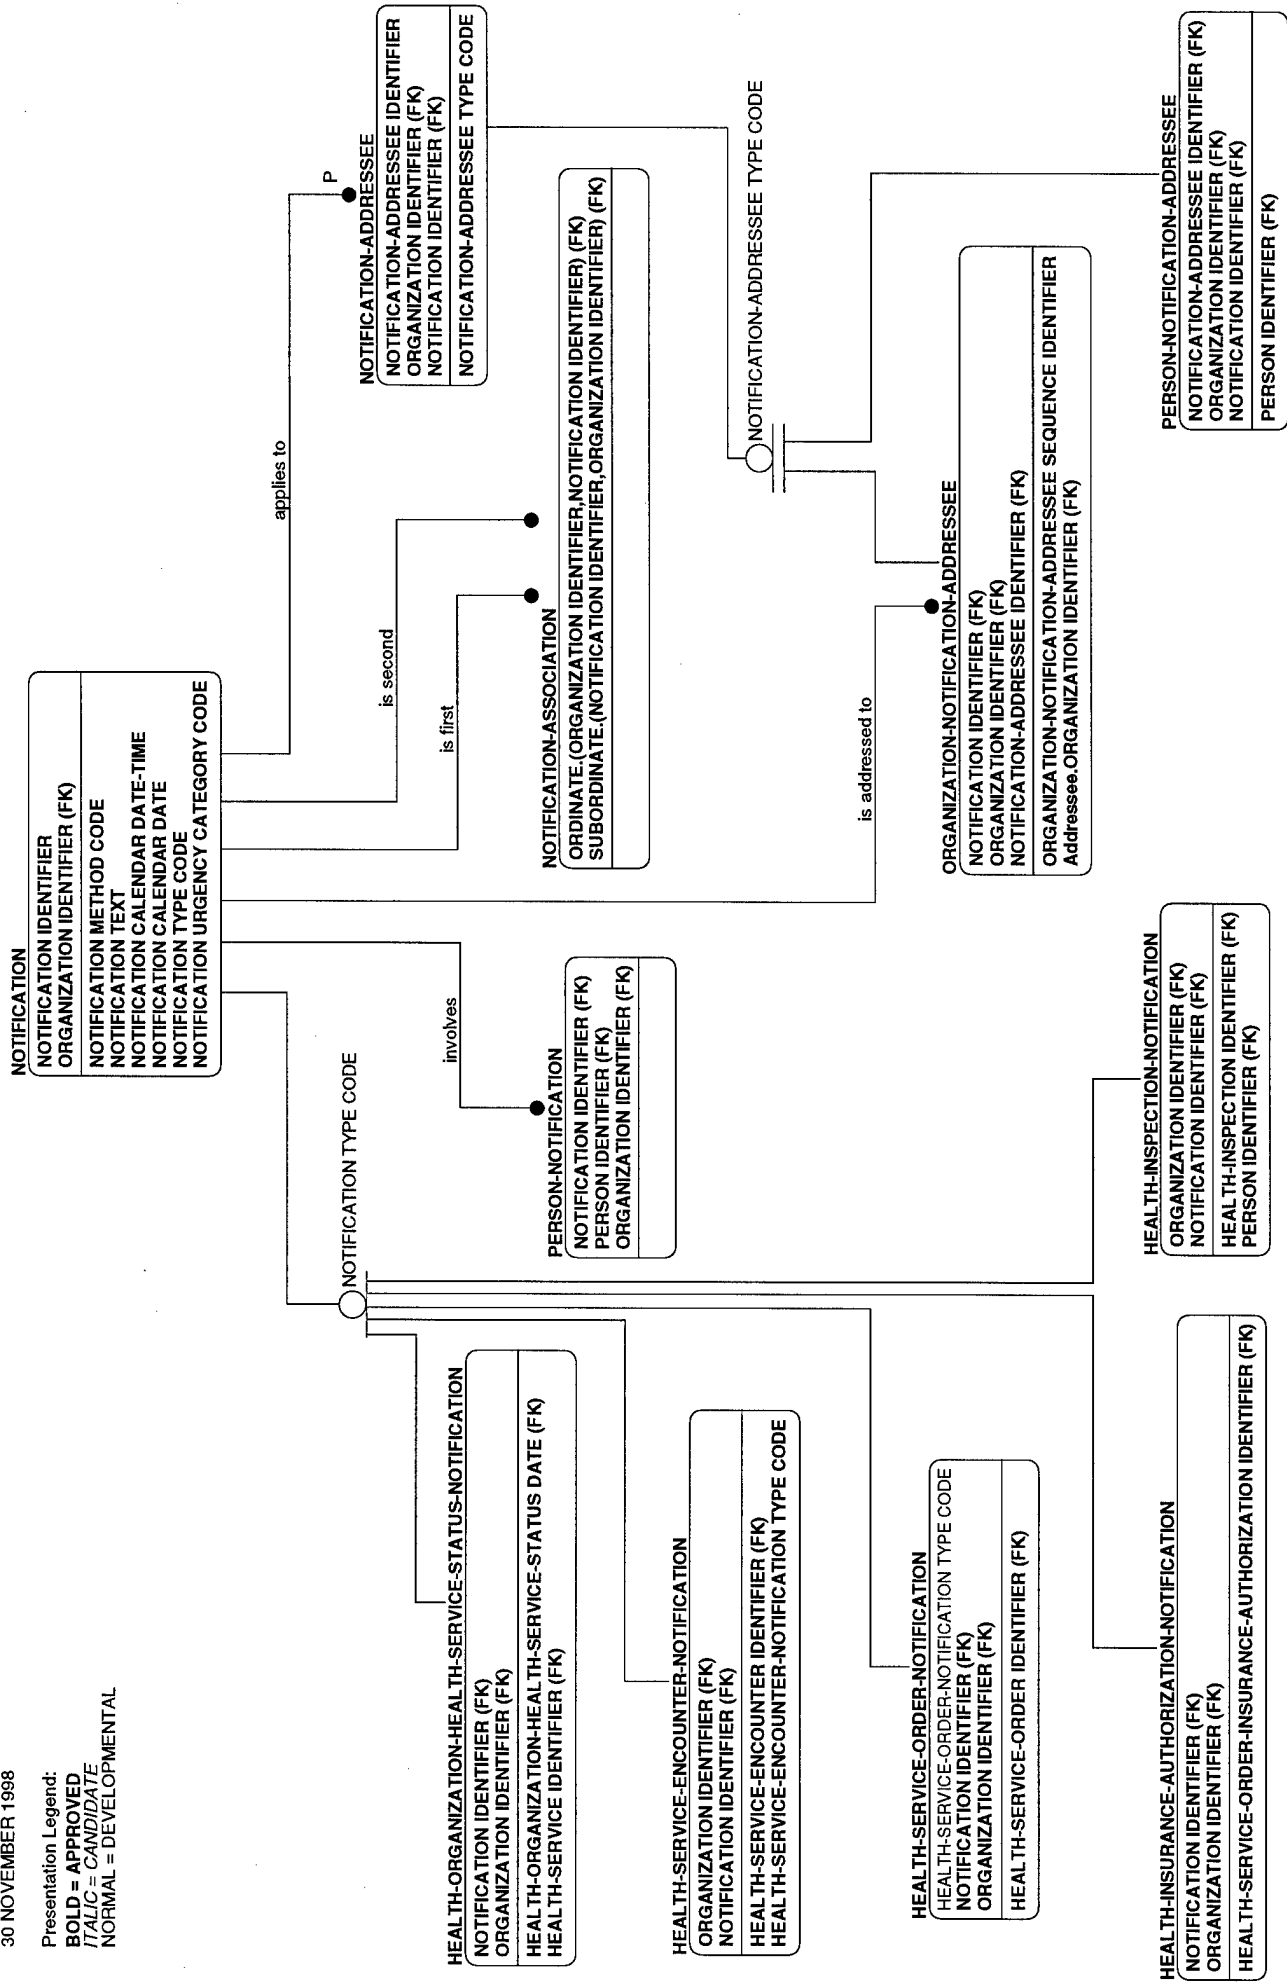 30 NOVEMBER 1998
Presentation Legend:
BOLD = APPROVED
ITALIC = CANDIDATE
NORMAL = DEVELOPMENTAL
NOTIFICATION
NOTIFICATION IDENTIFIER
ORGANIZATION IDENTIFIER (FK)
NOTIFICATION METHOD CODE
NOTIFICATION TEXT
NOTIFICATION CALENDAR DATE-TIME
NOTIFICATION CALENDAR DATE
NOTIFICATION TYPE CODE
NOTIFICATION URGENCY CATEGORY CODE
applies to
P
NOTIFICATION-ADDRESSEE
NOTIFICATION-ADDRESSEE IDENTIFIER
ORGANIZATION IDENTIFIER (FK)
NOTIFICATION IDENTIFIER (FK)
NOTIFICATION-ADDRESSEE TYPE CODE
is second
is first
NOTIFICATION-ASSOCIATION
ORDINATE.(ORGANIZATION IDENTIFIER,NOTIFICATION IDENTIFIER) (FK)
SUBORDINATE.(NOTIFICATION IDENTIFIER,ORGANIZATION IDENTIFIER) (FK)
NOTIFICATION TYPE CODE
involves
PERSON-NOTIFICATION
NOTIFICATION IDENTIFIER (FK)
PERSON IDENTIFIER (FK)
ORGANIZATION IDENTIFIER (FK)
is addressed to
NOTIFICATION-ADDRESSEE TYPE CODE
HEALTH-ORGANIZATION-HEALTH-SERVICE-STATUS-NOTIFICATION
NOTIFICATION IDENTIFIER (FK)
ORGANIZATION IDENTIFIER (FK)
HEALTH-ORGANIZATION-HEALTH-SERVICE-STATUS DATE (FK)
HEALTH-SERVICE IDENTIFIER (FK)
HEALTH-SERVICE-ENCOUNTER-NOTIFICATION
ORGANIZATION IDENTIFIER (FK)
NOTIFICATION IDENTIFIER (FK)
HEALTH-SERVICE-ENCOUNTER IDENTIFIER (FK)
HEALTH-SERVICE-ENCOUNTER-NOTIFICATION TYPE CODE
HEALTH-SERVICE-ORDER-NOTIFICATION
HEALTH-SERVICE-ORDER-NOTIFICATION TYPE CODE
NOTIFICATION IDENTIFIER (FK)
ORGANIZATION IDENTIFIER (FK)
HEALTH-SERVICE-ORDER IDENTIFIER (FK)
ORGANIZATION-NOTIFICATION-ADDRESSEE
NOTIFICATION IDENTIFIER (FK)
ORGANIZATION IDENTIFIER (FK)
NOTIFICATION-ADDRESSEE IDENTIFIER (FK)
ORGANIZATION-NOTIFICATION-ADDRESSEE SEQUENCE IDENTIFIER
Addressee.ORGANIZATION IDENTIFIER (FK)
HEALTH-INSURANCE-AUTHORIZATION-NOTIFICATION
NOTIFICATION IDENTIFIER (FK)
ORGANIZATION IDENTIFIER (FK)
HEALTH-SERVICE-ORDER-INSURANCE-AUTHORIZATION IDENTIFIER (FK)
HEALTH-INSPECTION-NOTIFICATION
ORGANIZATION IDENTIFIER (FK)
NOTIFICATION IDENTIFIER (FK)
HEALTH-INSPECTION IDENTIFIER (FK)
PERSON IDENTIFIER (FK)
PERSON-NOTIFICATION-ADDRESSEE
NOTIFICATION-ADDRESSEE IDENTIFIER (FK)
ORGANIZATION IDENTIFIER (FK)
NOTIFICATION IDENTIFIER (FK)
PERSON IDENTIFIER (FK)